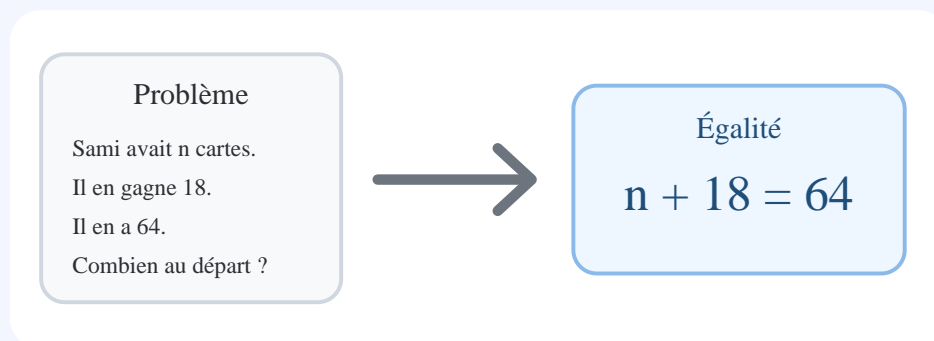 Problème
Sami avait n cartes.
Il en gagne 18.
Il en a 64.
Combien au départ ?
Égalité
n + 18 = 64